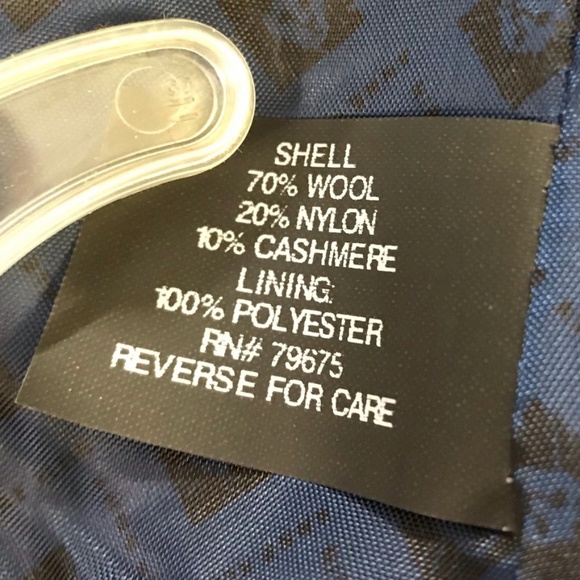 SHELL
70% WOOL
20% NYLON
10% CASHMERE
LINING:
100% POLYESTER
RN# 79675
REVERSE FOR CARE